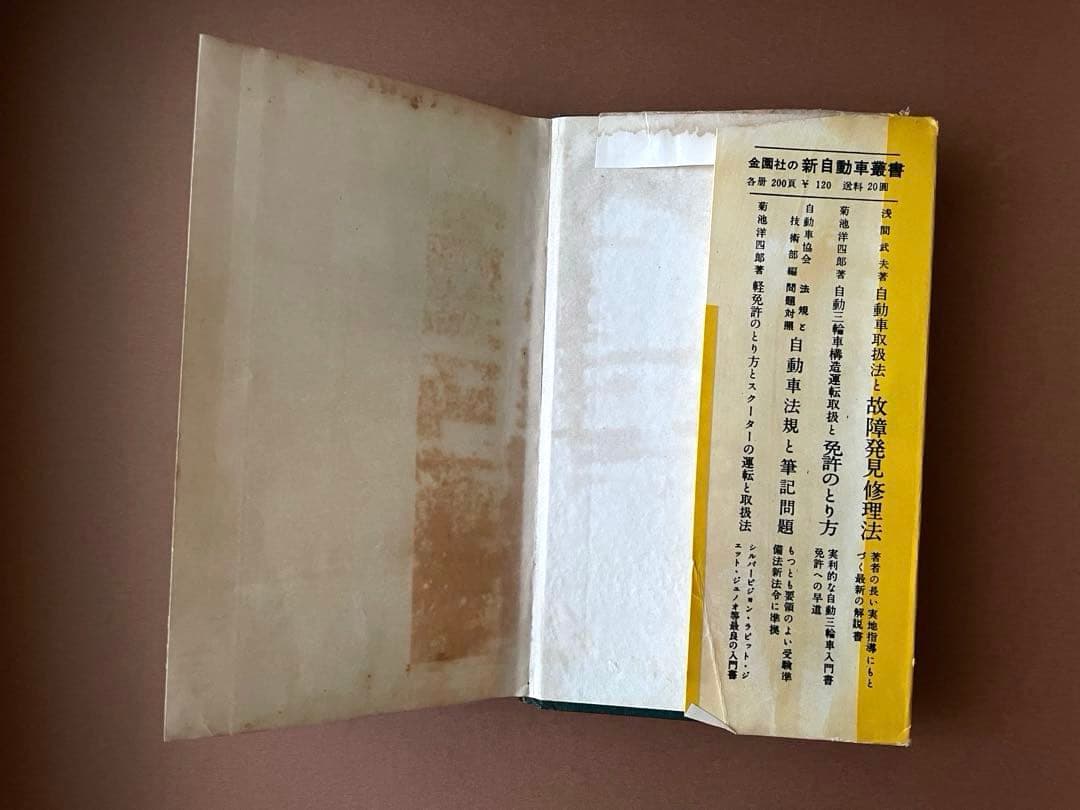 金園社の新自動車叢書
各册 200頁 ¥ 120 送料 20圓
浅間武夫著 自動車取扱法と故障発見修理法
著者の長い実地指導にもと
づく最新の解説書
菊池洋四郎著 自動三輪車構造運転取扱と免許のとり方
実利的な自動三輪車入門書
免許への早道
自動車協会
技術部編
法規と
問題対照
自動車法規と筆記問題
もつとも要領のよい受験準
備法新法令に準拠
菊池洋四郎著 軽免許のとり方とスクーターの運転と取扱法
シルバーピジョン・ラビット・ジ
エット・ジュノオ等最良の入門書